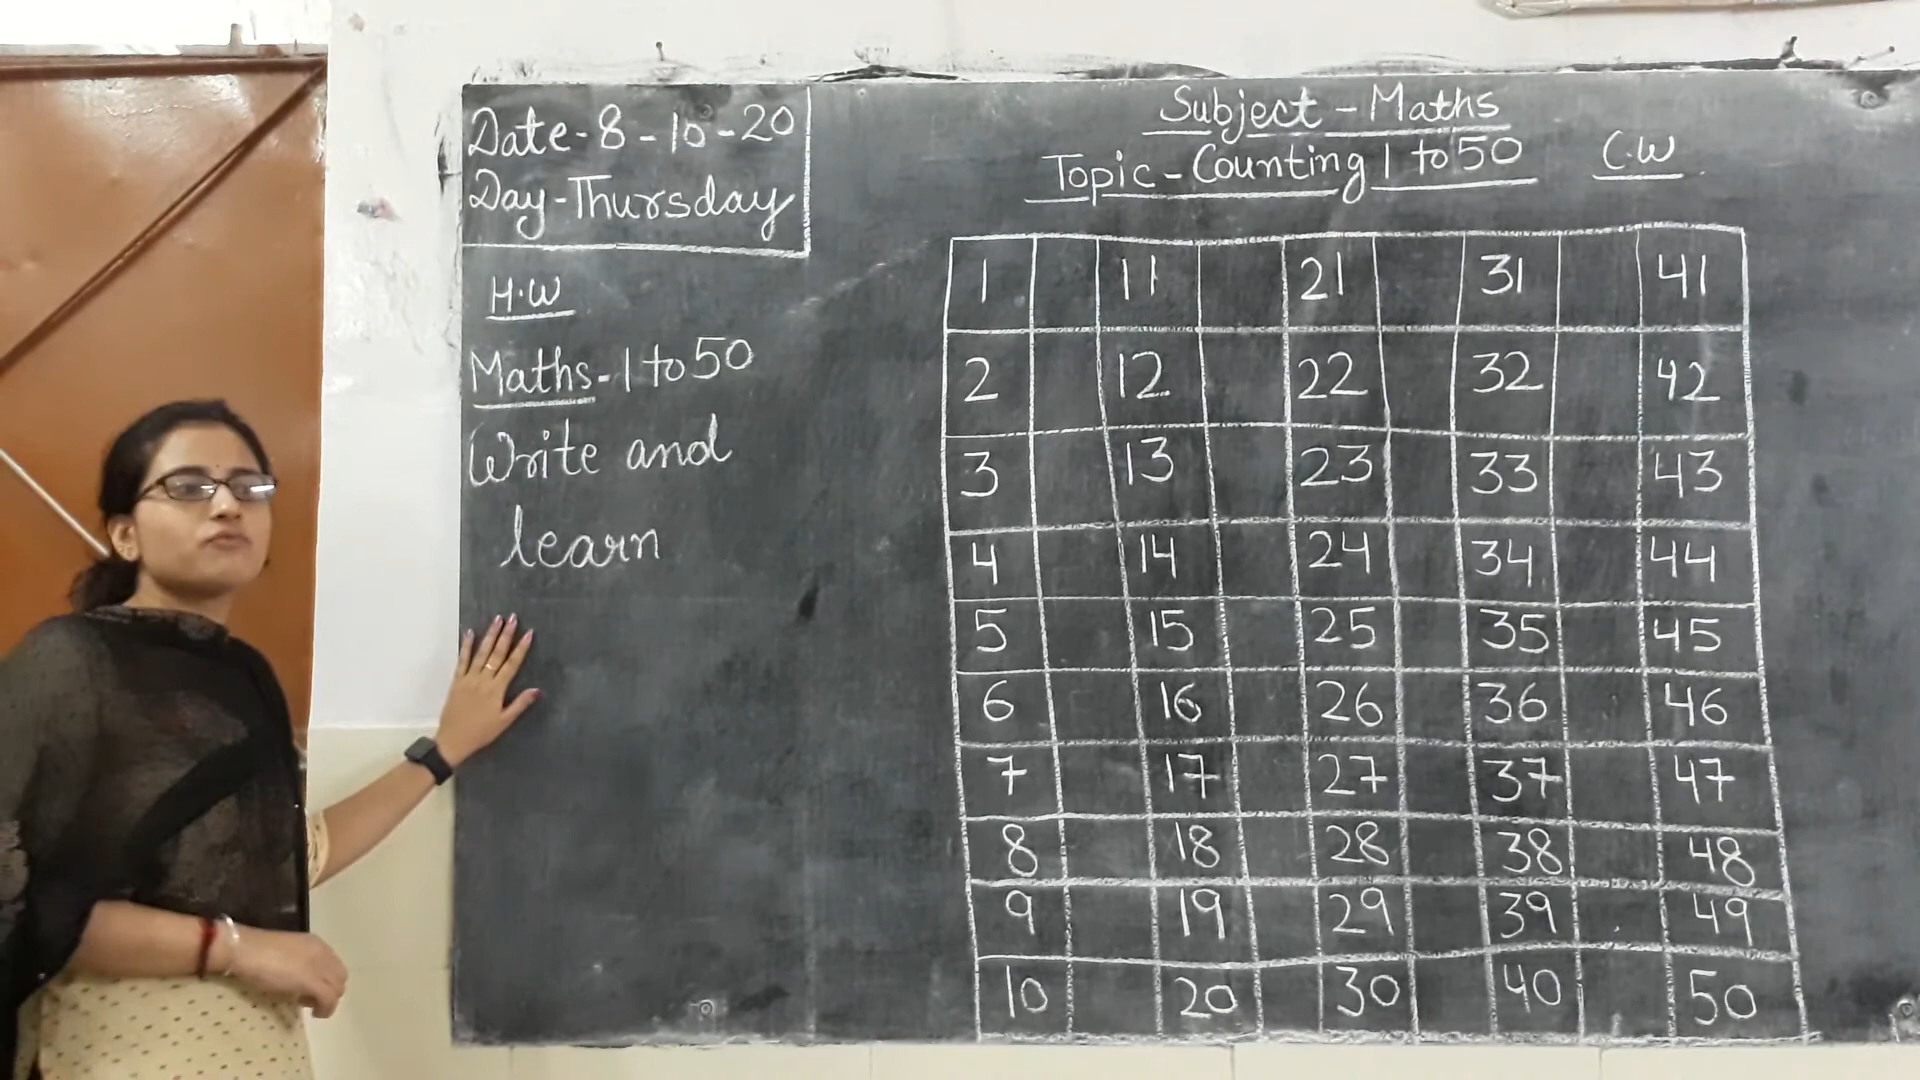 Date-8-10-20
Day-Thursday
H.W
Maths-1 to 50
Write and
learn
Subject-Maths
Topic-Counting 1 to 50
C.W
1 11 21 31 41
2 12 22 32 42
3 13 23 33 43
4 14 24 34 44
5 15 25 35 45
6 16 26 36 46
7 17 27 37 47
8 18 28 38 48
9 19 29 39 49
10 20 30 40 50